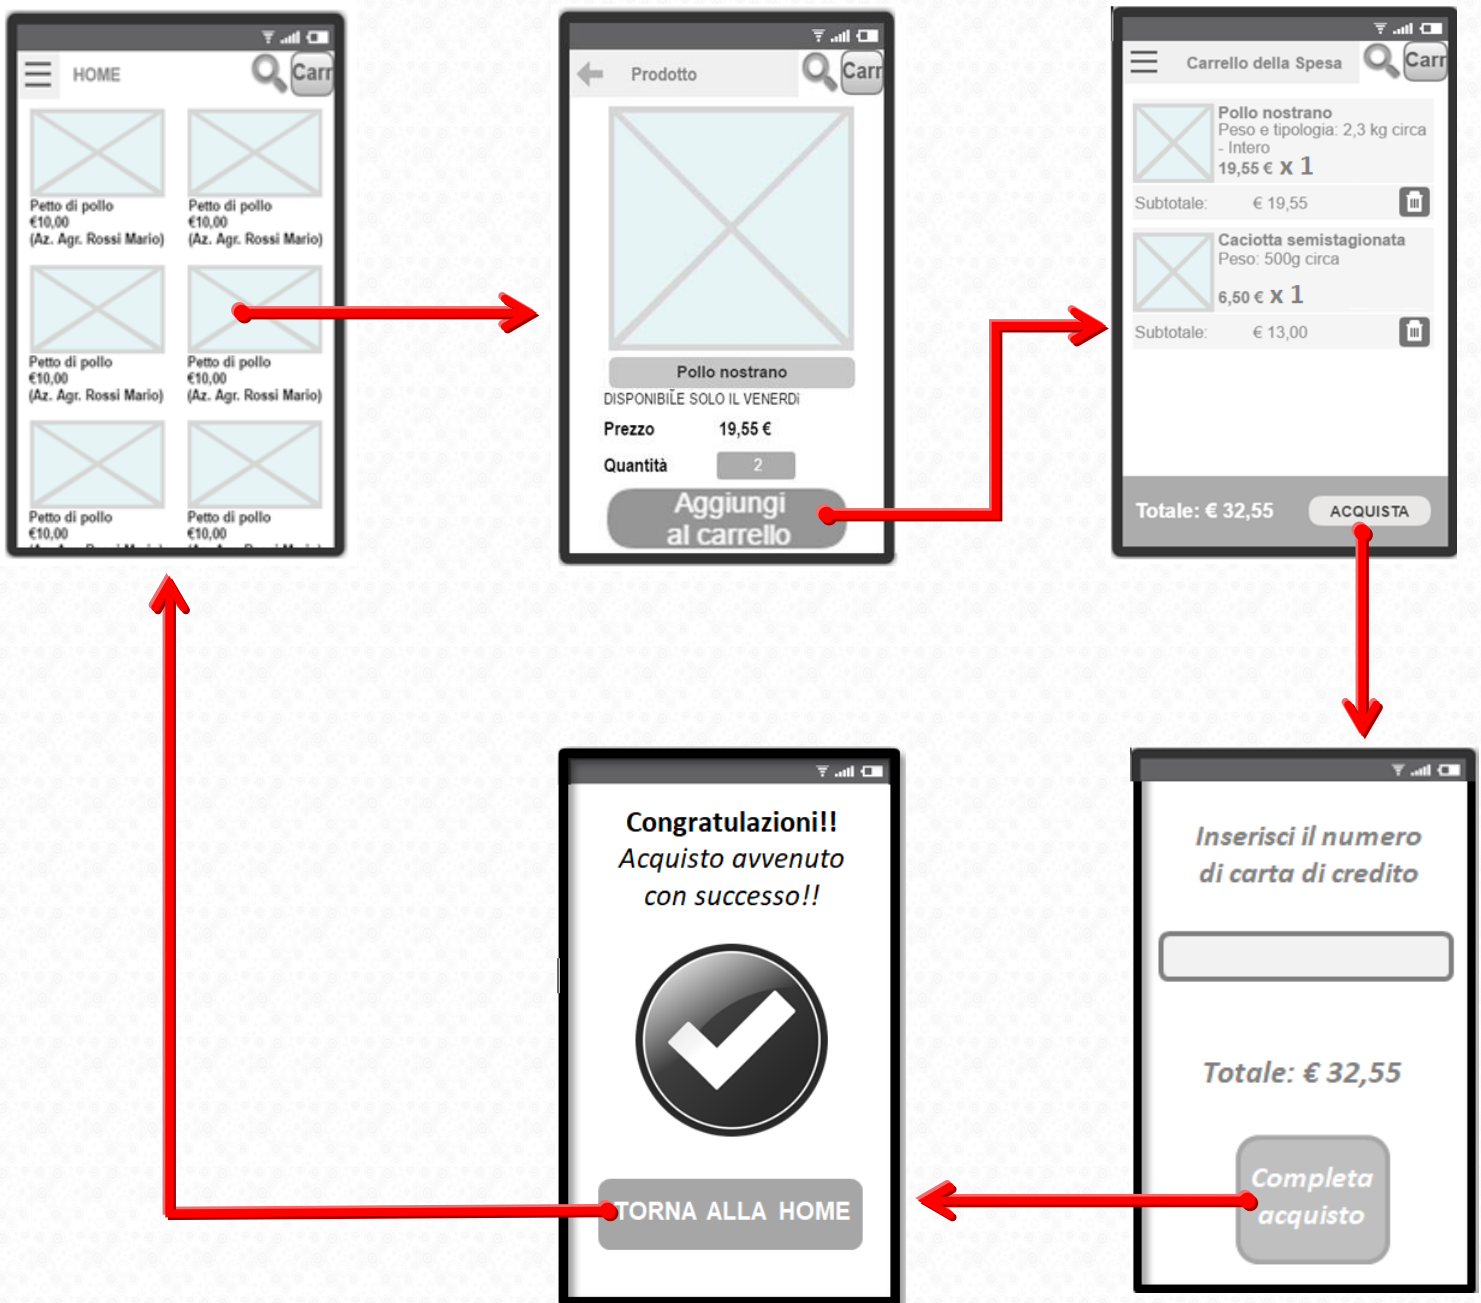 HOME
Carr
Petto di pollo
€10,00
(Az. Agr. Rossi Mario)
Petto di pollo
€10,00
(Az. Agr. Rossi Mario)
Petto di pollo
€10,00
(Az. Agr. Rossi Mario)
Petto di pollo
€10,00
(Az. Agr. Rossi Mario)
Petto di pollo
€10,00
Petto di pollo
€10,00
Prodotto
Carr
Pollo nostrano
DISPONIBILE SOLO IL VENERDì
Prezzo 19,55 €
Quantità 2
Aggiungi
al carrello
Carrello della Spesa
Carr
Pollo nostrano
Peso e tipologia: 2,3 kg circa
- Intero
19,55 € x 1
Subtotale: € 19,55
Caciotta semistagionata
Peso: 500g circa
6,50 € x 1
Subtotale: € 13,00
Totale: € 32,55
ACQUISTA
Inserisci il numero
di carta di credito
Totale: € 32,55
Completa
acquisto
Congratulazioni!!
Acquisto avvenuto
con successo!!
TORNA ALLA HOME